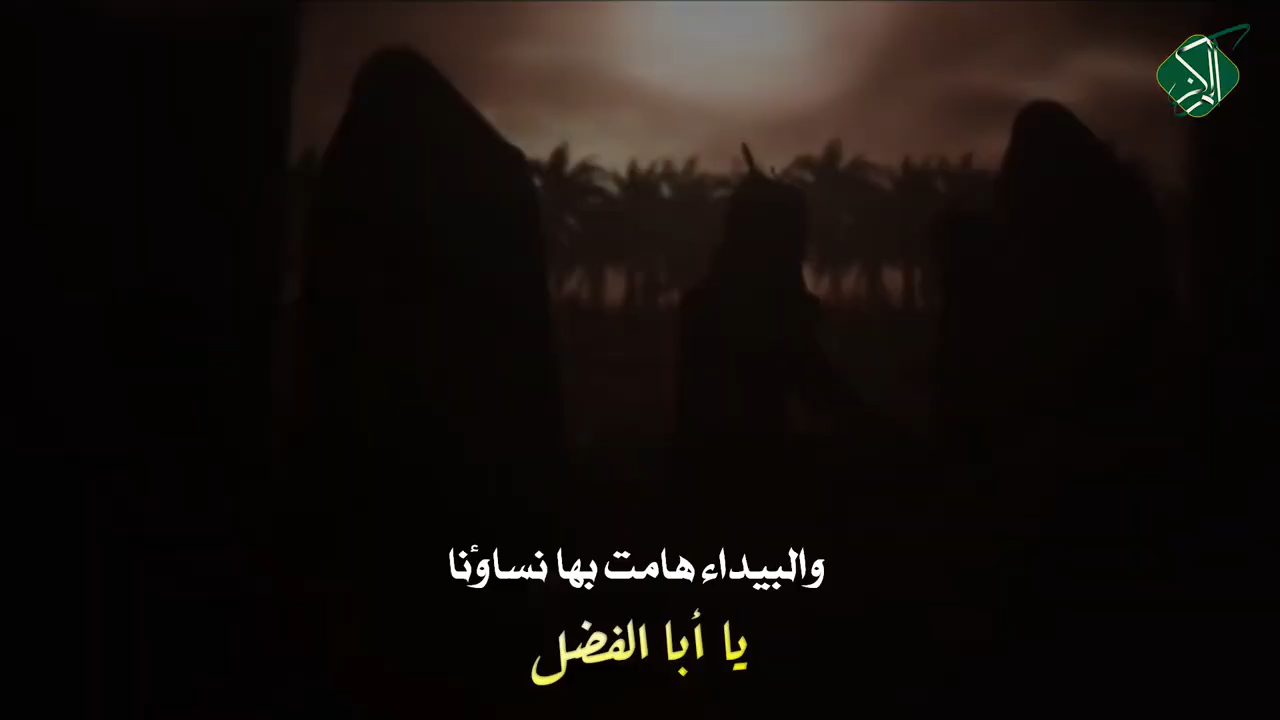 والبيداء هامت بها نساؤنا
يا أبا الفضل